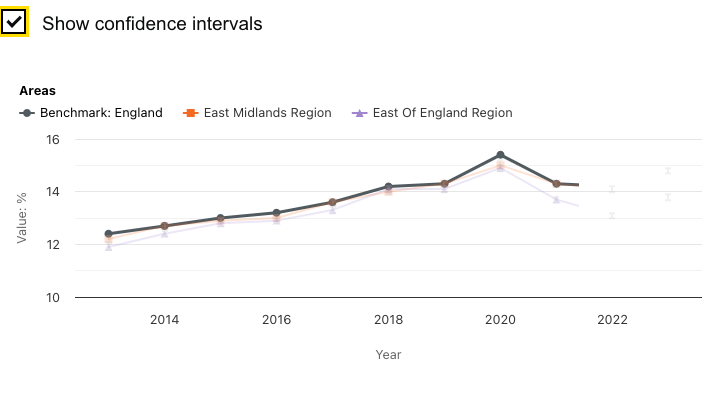 Show confidence intervals
Areas
Benchmark: England East Midlands Region East Of England Region
16
14
12
10
Value: %
2014 2016 2018 2020 2022
Year